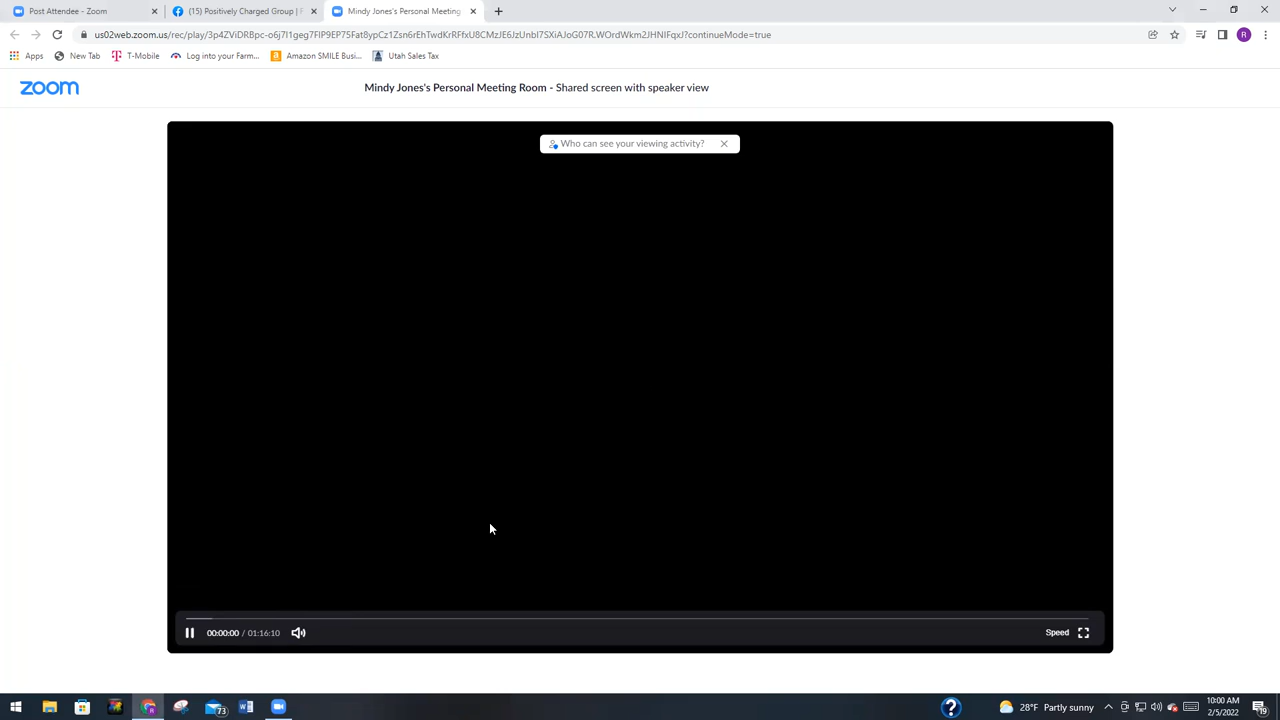 Post Attendee - Zoom
(15) Positively Charged Group | F
Mindy Jones's Personal Meeting
us02web.zoom.us/rec/play/3p4ZViDRBpc-o6j7l1geg7FIP9EP75Fat8ypCz1Zsn6rEhTwdKrRFfxU8CMzJE6JzUnbI7SXiAJoG07R.WOrdWkm2JHNIFqxJ?continueMode=true
R
Apps
New Tab
T-Mobile
Log into your Farm...
Amazon SMILE Busi...
Utah Sales Tax
zoom
Mindy Jones's Personal Meeting Room - Shared screen with speaker view
Who can see your viewing activity?
00:00:00 / 01:16:10
Speed
73
28°F Partly sunny
10:00 AM
2/5/2022
19